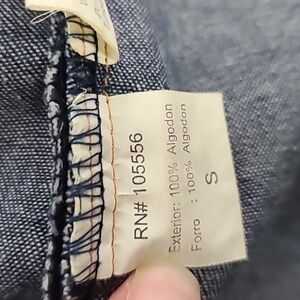 RN# 105556
Exterior: 100% Algodon
Forro : 100% Algodon
S